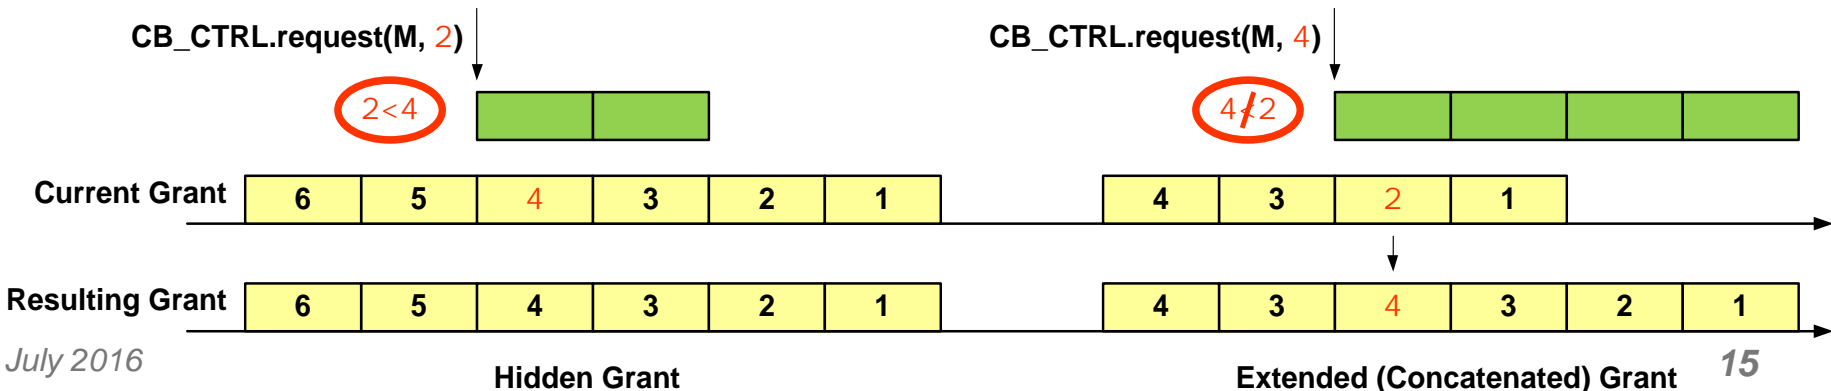 CB_CTRL.request(M, 2) CB_CTRL.request(M, 4)
2<4 4≮2
Current Grant 6 5 4 3 2 1 4 3 2 1
Resulting Grant 6 5 4 3 2 1 4 3 4 3 2 1
July 2016 Hidden Grant Extended (Concatenated) Grant 15